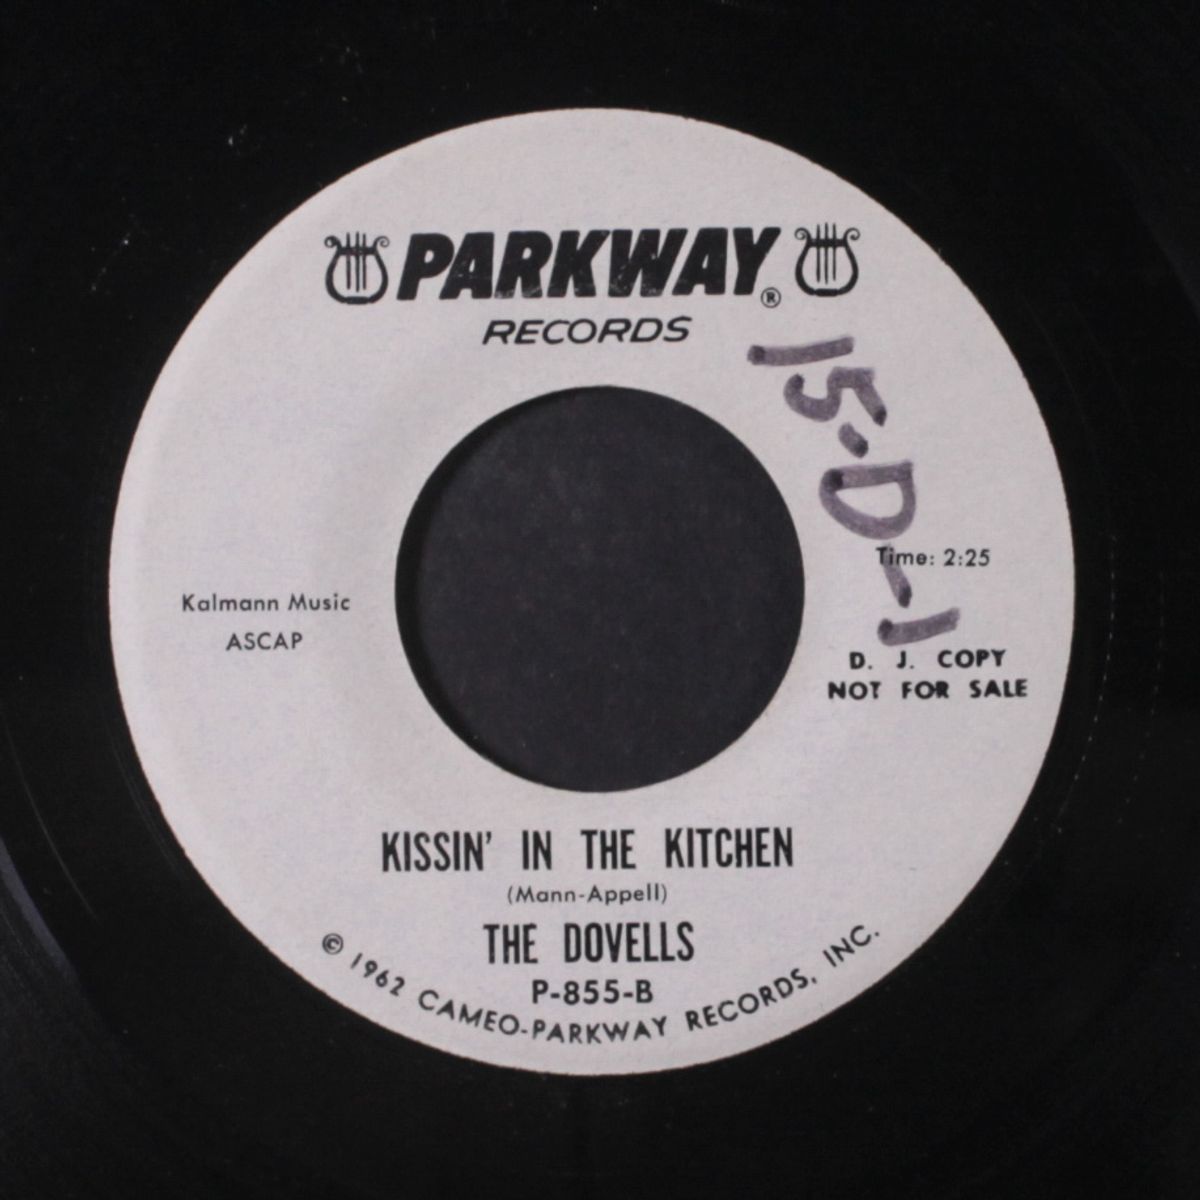 PARKWAY®
RECORDS
15-D-1
Time: 2:25
Kalmann Music
ASCAP
D. J. COPY
NOT FOR SALE
KISSIN' IN THE KITCHEN
(Mann-Appell)
THE DOVELLS
P-855-B
© 1962 CAMEO-PARKWAY RECORDS, INC.